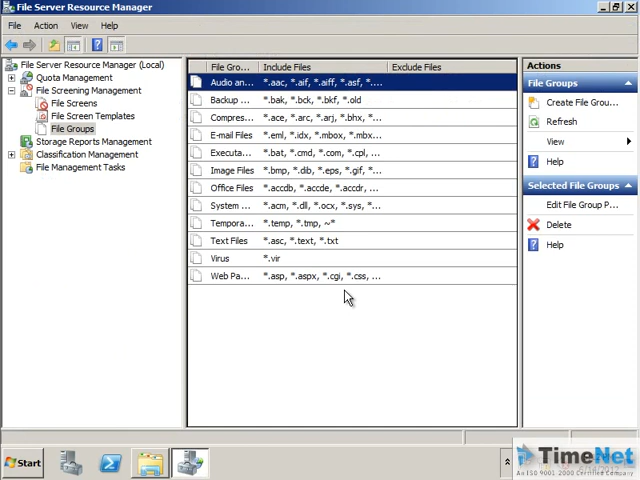 File Server Resource Manager
File Action View Help
File Server Resource Manager (Local)
Quota Management
File Screening Management
File Screens
File Screen Templates
File Groups
Storage Reports Management
Classification Management
File Management Tasks
File Gro... Include Files Exclude Files
Audio an... *.aac, *.aif, *.aiff, *.asf, *....
Backup ... *.bak, *.bck, *.bkf, *.old
Compres... *.ace, *.arc, *.arj, *.bhx, ...
E-mail Files *.eml, *.idx, *.mbox, *.mbx...
Executa... *.bat, *.cmd, *.com, *.cpl, ...
Image Files *.bmp, *.dib, *.eps, *.gif, ...
Office Files *.accdb, *.accde, *.accdr, ...
System ... *.acm, *.dll, *.ocx, *.sys, ...
Tempora... *.temp, *.tmp, ~*
Text Files *.asc, *.text, *.txt
Virus *.vir
Web Pa... *.asp, *.aspx, *.cgi, *.css, ...
Actions
File Groups
Create File Grou...
Refresh
View
Help
Selected File Groups
Edit File Group P...
Delete
Help
Start
TimeNet
An ISO 9001-2000 Certified Company